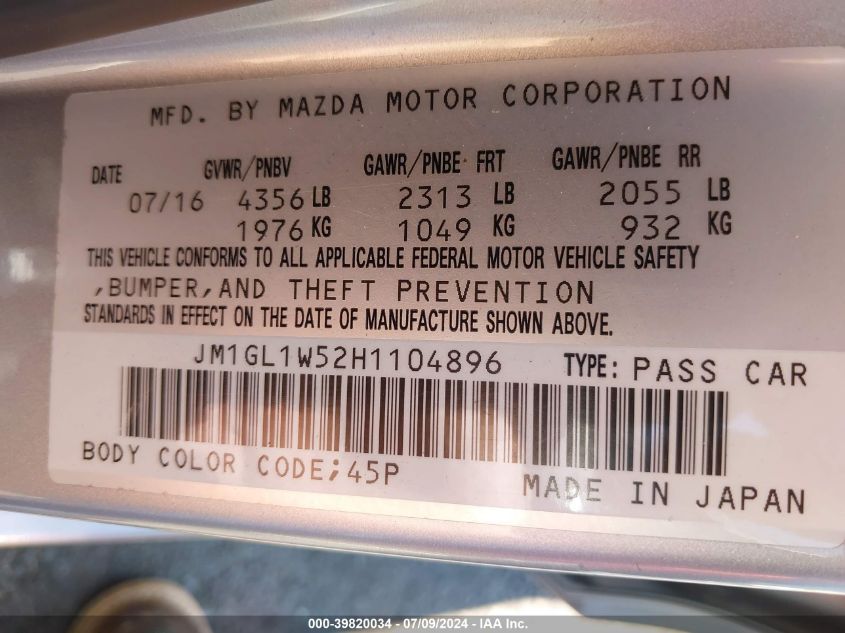 MFD. BY MAZDA MOTOR CORPORATION
DATE GVWR/PNBV GAWR/PNBE FRT GAWR/PNBE RR
07/16 4356 LB 2313 LB 2055 LB
1976 KG 1049 KG 932 KG
THIS VEHICLE CONFORMS TO ALL APPLICABLE FEDERAL MOTOR VEHICLE SAFETY
,BUMPER,AND THEFT PREVENTION
STANDARDS IN EFFECT ON THE DATE OF MANUFACTURE SHOWN ABOVE.
JM1GL1W52H1104896 TYPE: PASS CAR
BODY COLOR CODE;45P
MADE IN JAPAN
000-39820034 - 07/09/2024 - IAA Inc.